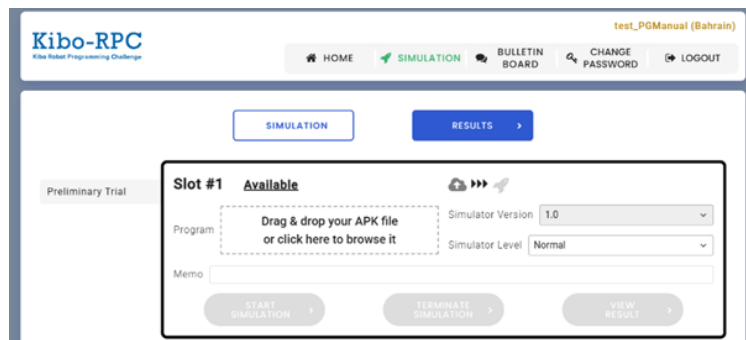 test_PGManual (Bahrain)
Kibo-RPC
Kibo Robot Programming Challenge
HOME
SIMULATION
BULLETIN
BOARD
CHANGE
PASSWORD
LOGOUT
SIMULATION
RESULTS
Preliminary Trial
Slot #1 Available
Program
Drag & drop your APK file
or click here to browse it
Simulator Version 1.0
Simulator Level Normal
Memo
START
SIMULATION
TERMINATE
SIMULATION
VIEW
RESULT